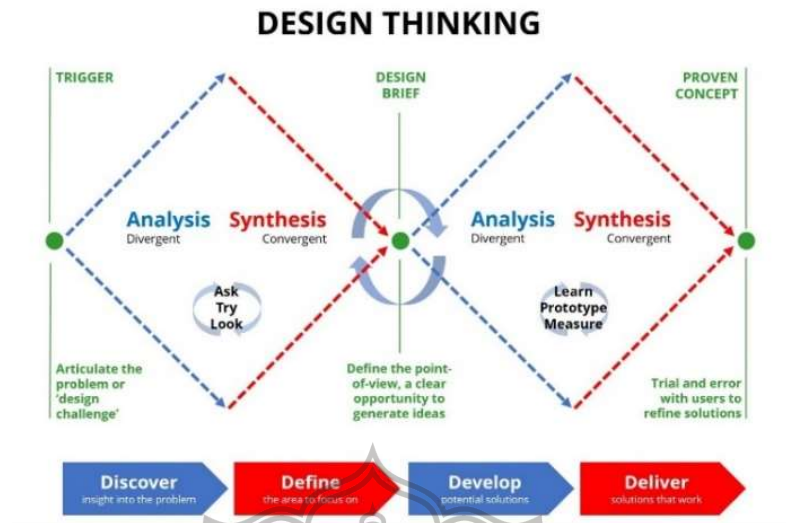 DESIGN THINKING
TRIGGER
DESIGN
BRIEF
PROVEN
CONCEPT
Analysis
Divergent
Synthesis
Convergent
Analysis
Divergent
Synthesis
Convergent
Ask
Try
Look
Learn
Prototype
Measure
Articulate the
problem or
‘design
challenge’
Define the point-
of-view, a clear
opportunity to
generate ideas
Trial and error
with users to
refine solutions
Discover
insight into the problem
Define
the area to focus on
Develop
potential solutions
Deliver
solutions that work